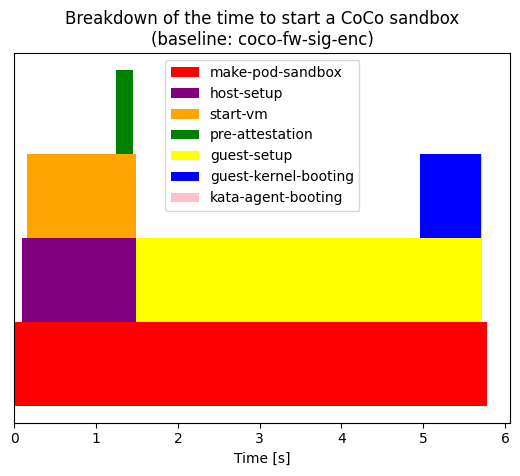 Breakdown of the time to start a CoCo sandbox
(baseline: coco-fw-sig-enc)
make-pod-sandbox
host-setup
start-vm
pre-attestation
guest-setup
guest-kernel-booting
kata-agent-booting
0 1 2 3 4 5 6
Time [s]